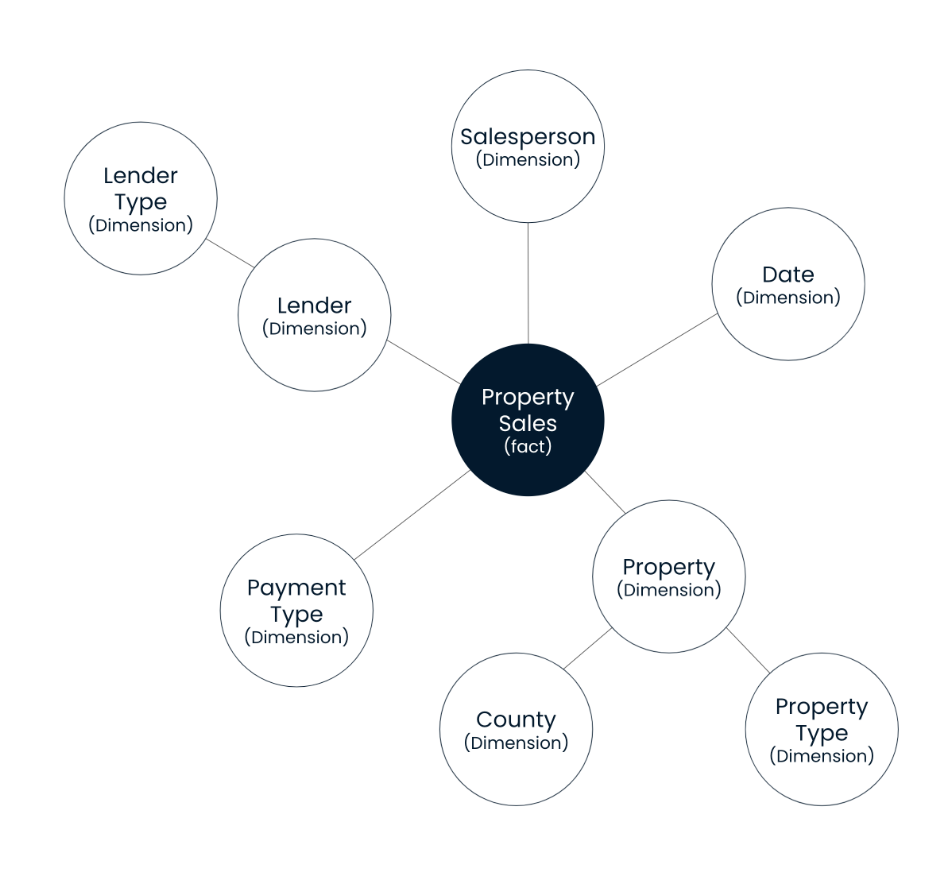 Salesperson
(Dimension)
Lender
Type
(Dimension)
Date
(Dimension)
Lender
(Dimension)
Property
Sales
(fact)
Property
(Dimension)
Payment
Type
(Dimension)
County
(Dimension)
Property
Type
(Dimension)